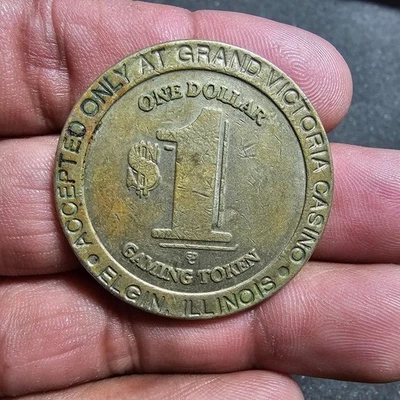 • ACCEPTED ONLY AT GRAND VICTORIA CASINO •
ELGIN, ILLINOIS
ONE DOLLAR
$1
GAMING TOKEN